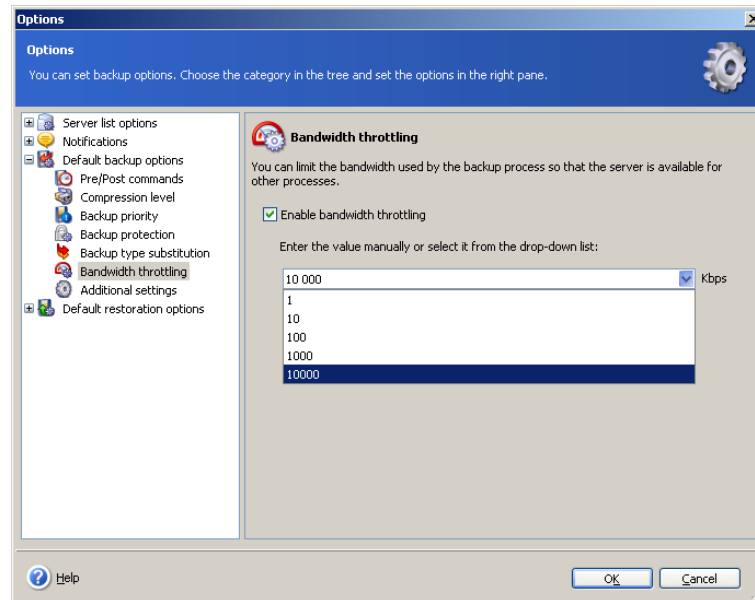 Options
Options
You can set backup options. Choose the category in the tree and set the options in the right pane.
Server list options
Notifications
Default backup options
Pre/Post commands
Compression level
Backup priority
Backup protection
Backup type substitution
Bandwidth throttling
Additional settings
Default restoration options
Bandwidth throttling
You can limit the bandwidth used by the backup process so that the server is available for
other processes.
Enable bandwidth throttling
Enter the value manually or select it from the drop-down list:
10 000 Kbps
1
10
100
1000
10000
Help
OK
Cancel